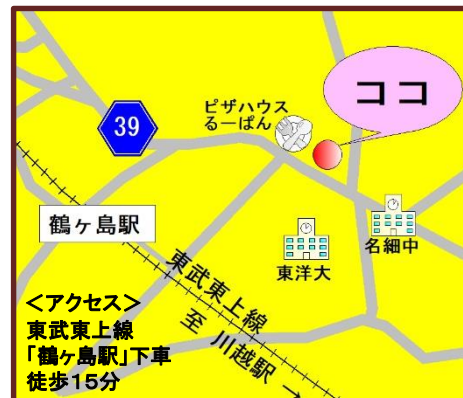 ピザハウス
るーぱん
ココ
39
鶴ヶ島駅
東洋大
名細中
東武東上線
至 川越駅 →
<アクセス>
東武東上線
「鶴ヶ島駅」下車
徒歩15分